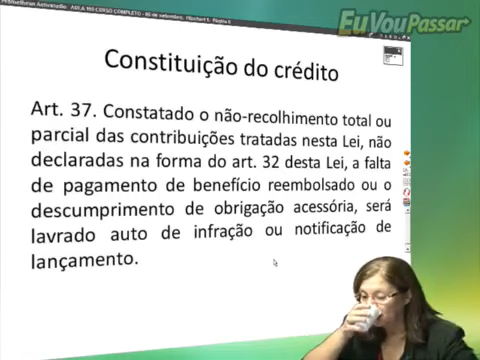 EuVouPassar
Constituição do crédito
Art. 37. Constatado o não-recolhimento total ou
parcial das contribuições tratadas nesta Lei, não
declaradas na forma do art. 32 desta Lei, a falta
de pagamento de benefício reembolsado ou o
descumprimento de obrigação acessória, será
lavrado auto de infração ou notificação de
lançamento.